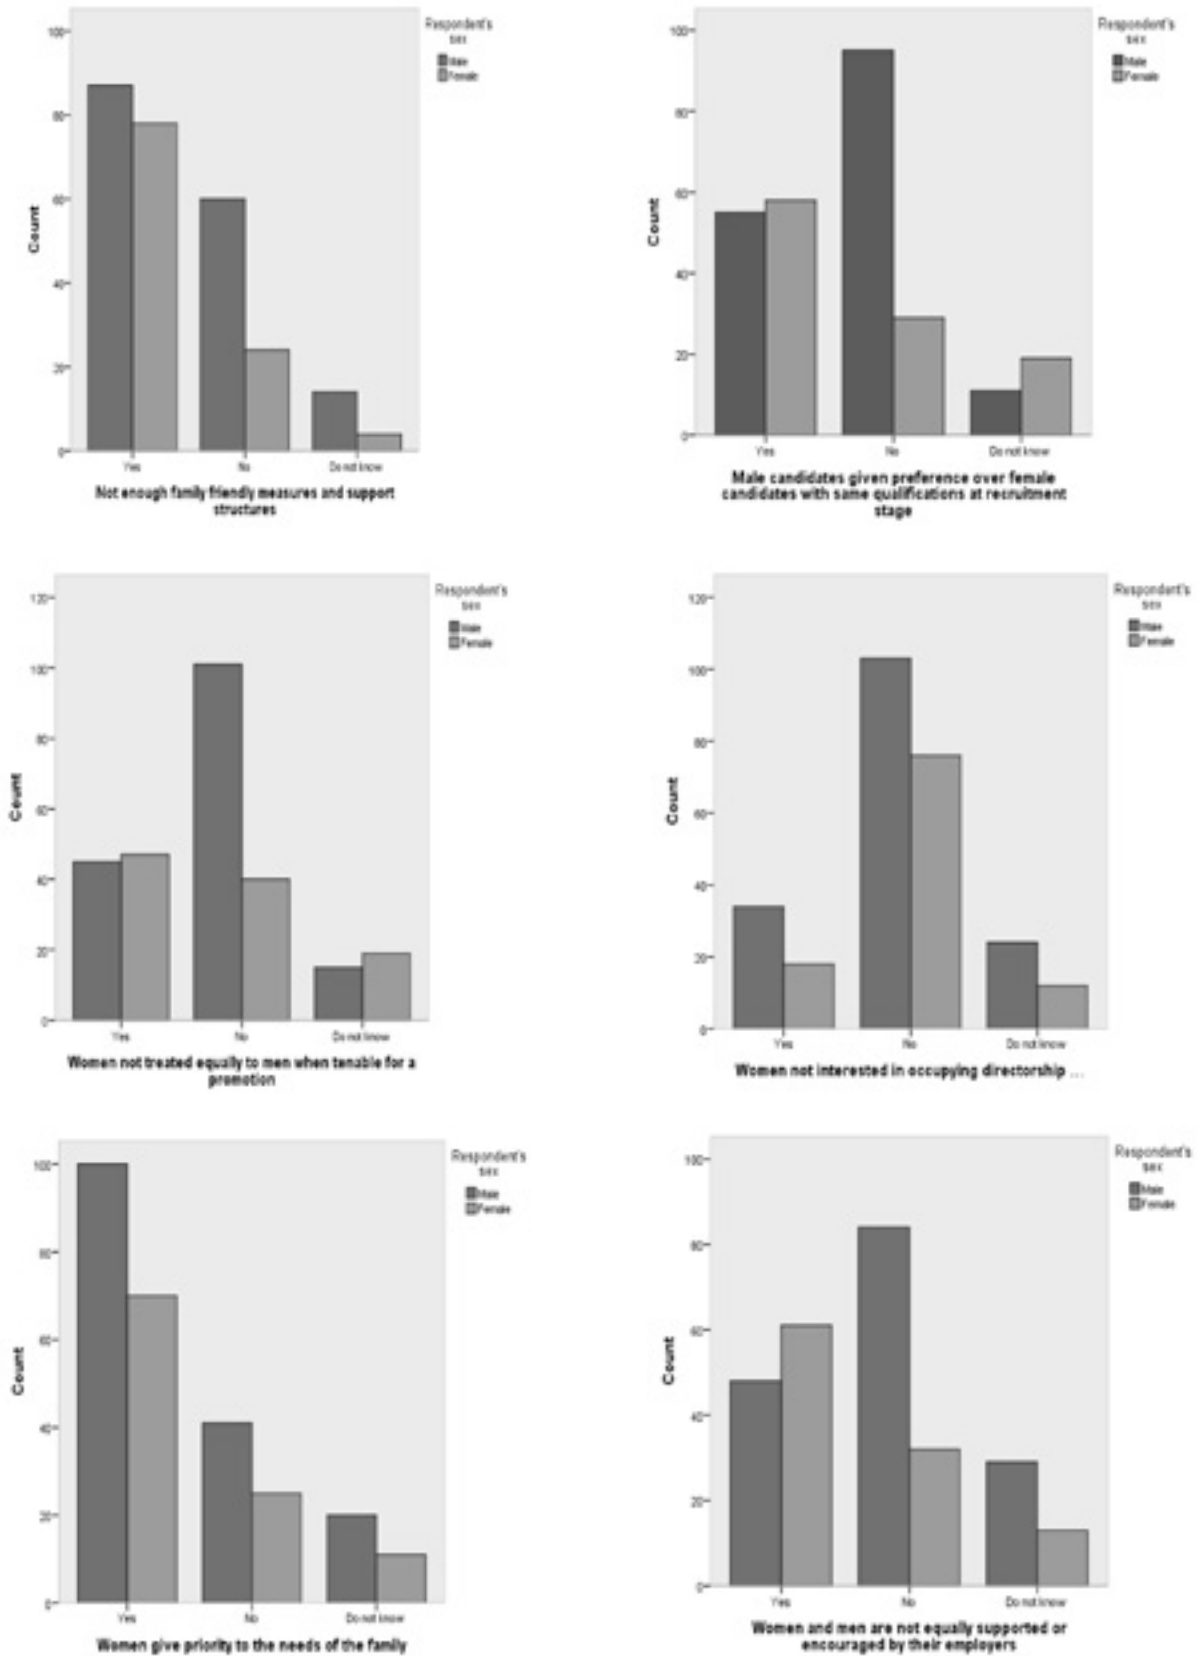 Respondent's
sex
Male
Female
100
80
60
40
20
0
Count
Yes No Do not know
Not enough family friendly measures and support
structures
Respondent's
sex
Male
Female
100
80
60
40
20
0
Count
Yes No Do not know
Male candidates given preference over female
candidates with same qualifications at recruitment
stage
Respondent's
sex
Male
Female
120
100
80
60
40
20
0
Count
Yes No Do not know
Women not treated equally to men when tenable for a
promotion
Respondent's
sex
Male
Female
120
100
80
60
40
20
0
Count
Yes No Do not know
Women not interested in occupying directorship ...
Respondent's
sex
Male
Female
100
80
60
40
20
0
Count
Yes No Do not know
Women give priority to the needs of the family
Respondent's
sex
Male
Female
100
80
60
40
20
0
Count
Yes No Do not know
Women and men are not equally supported or
encouraged by their employers